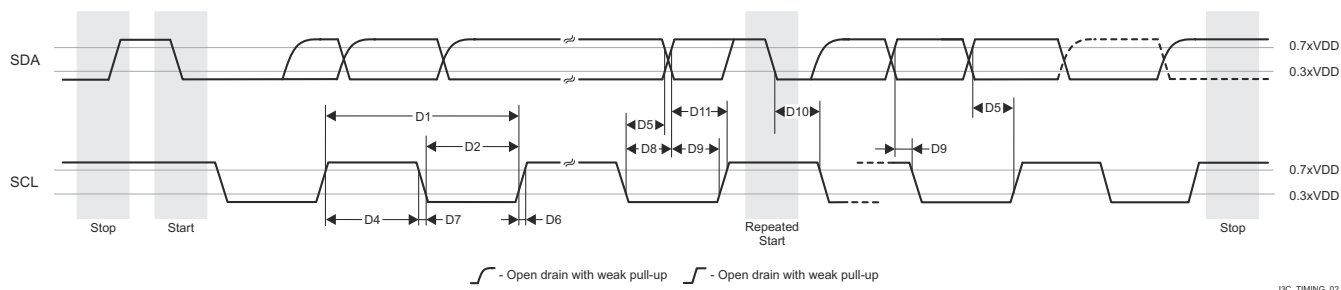 SDA
0.7xVDD
0.3xVDD
D1
D5
D11
D10
D5
D2
D8
D9
D9
SCL
0.7xVDD
0.3xVDD
D4
D7
D6
Stop
Start
Repeated
Start
Stop
- Open drain with weak pull-up
- Open drain with weak pull-up
I3C_TIMING_02